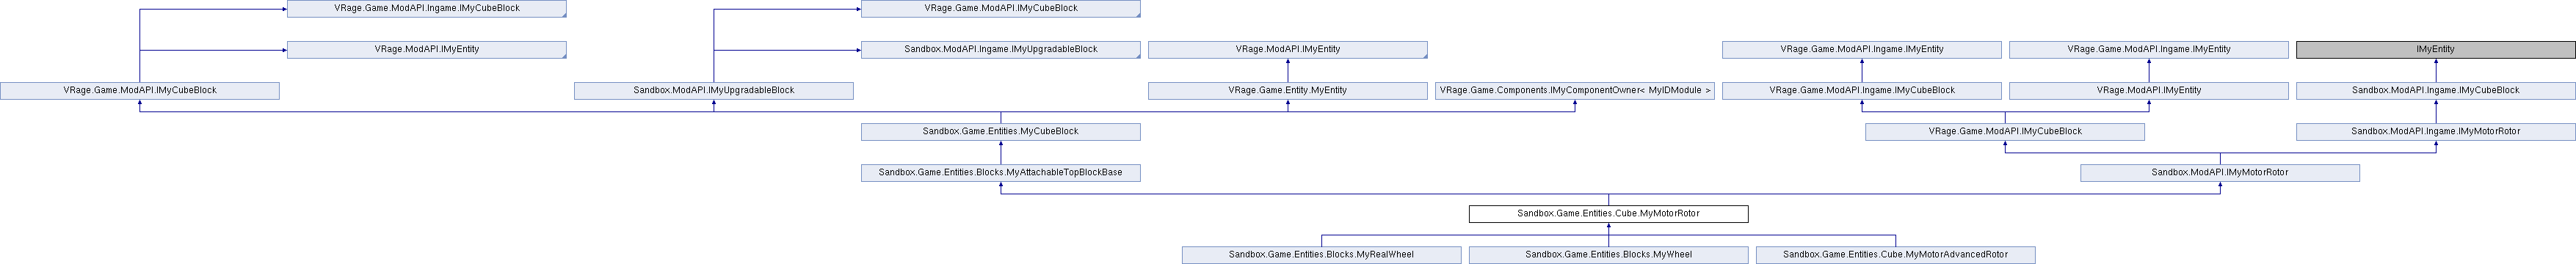 VRage.Game.ModAPI.Ingame.IMyCubeBlock
VRage.Game.ModAPI.IMyCubeBlock
VRage.ModAPI.IMyEntity
Sandbox.ModAPI.Ingame.IMyUpgradableBlock
VRage.ModAPI.IMyEntity
VRage.Game.ModAPI.Ingame.IMyEntity
VRage.Game.ModAPI.Ingame.IMyEntity
IMyEntity
VRage.Game.ModAPI.IMyCubeBlock
Sandbox.ModAPI.IMyUpgradableBlock
VRage.Game.Entity.MyEntity
VRage.Game.Components.IMyComponentOwner< MyIDModule >
VRage.Game.ModAPI.Ingame.IMyCubeBlock
VRage.ModAPI.IMyEntity
Sandbox.ModAPI.Ingame.IMyCubeBlock
Sandbox.Game.Entities.MyCubeBlock
VRage.Game.ModAPI.IMyCubeBlock
Sandbox.ModAPI.Ingame.IMyMotorRotor
Sandbox.Game.Entities.Blocks.MyAttachableTopBlockBase
Sandbox.ModAPI.IMyMotorRotor
Sandbox.Game.Entities.Cube.MyMotorRotor
Sandbox.Game.Entities.Blocks.MyRealWheel
Sandbox.Game.Entities.Blocks.MyWheel
Sandbox.Game.Entities.Cube.MyMotorAdvancedRotor